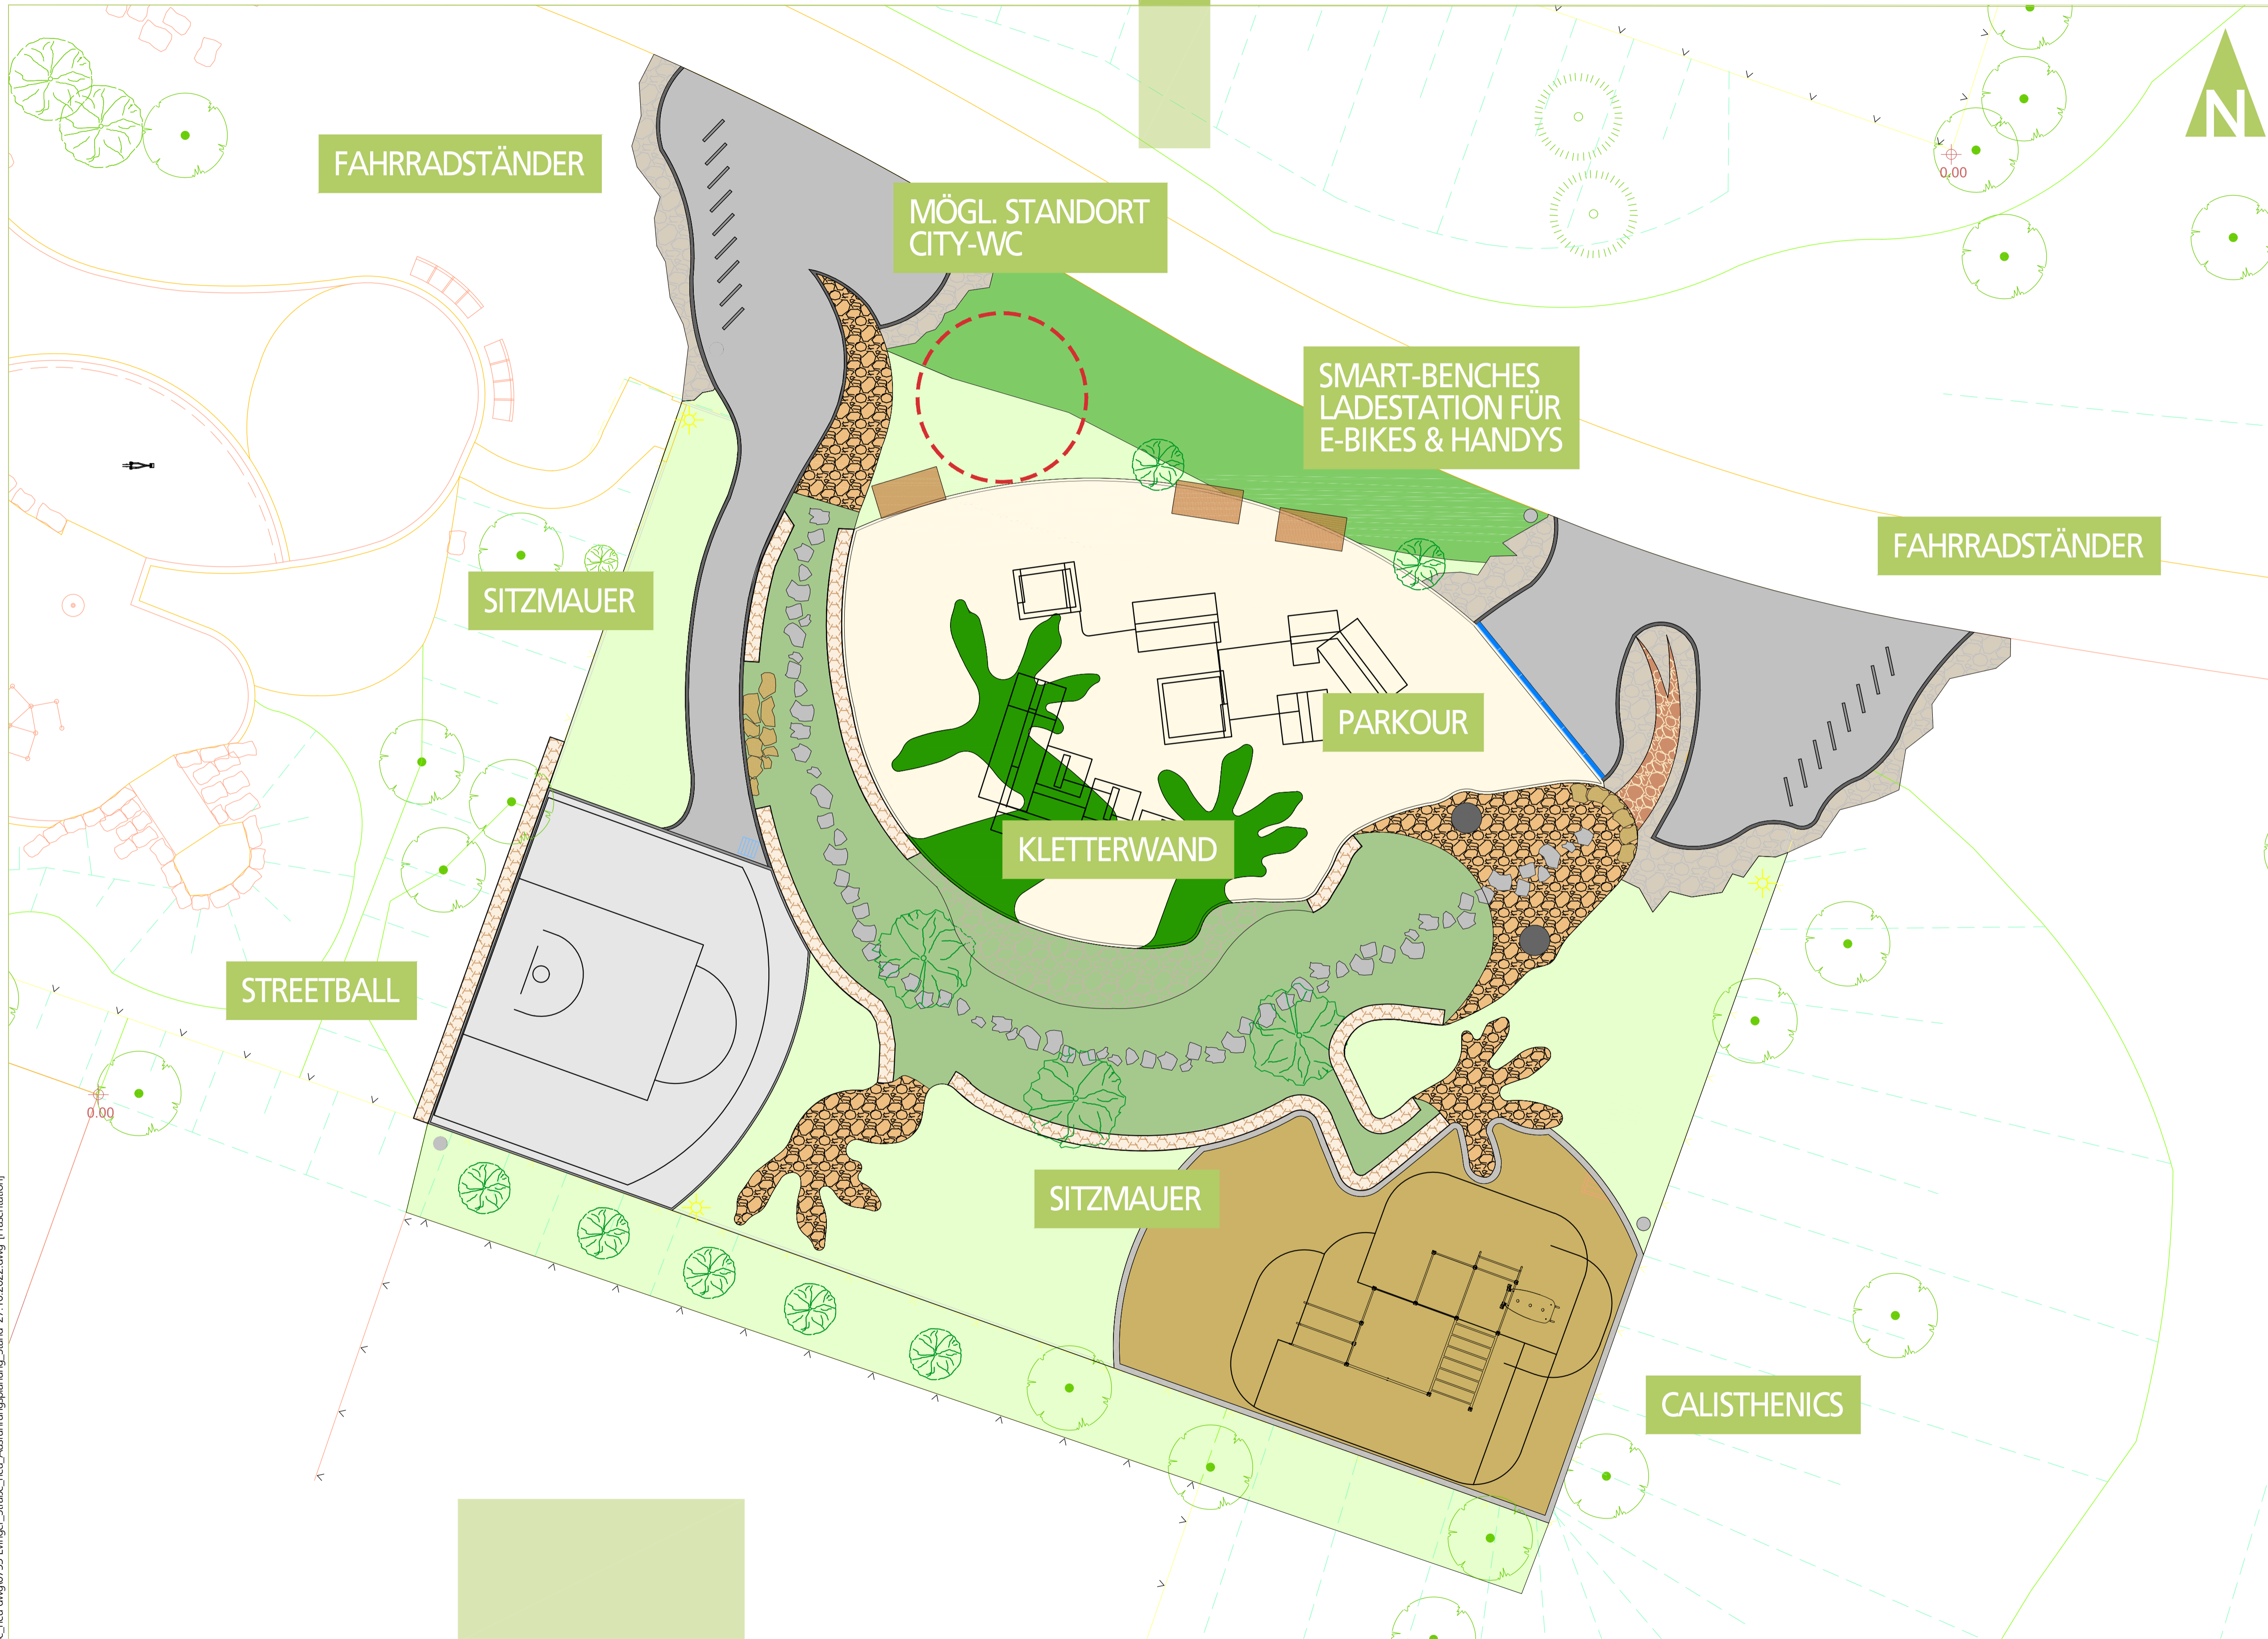 N
FAHRRADSTÄNDER
MÖGL. STANDORT
CITY-WC
0.00
SMART-BENCHES
LADESTATION FÜR
E-BIKES & HANDYS
FAHRRADSTÄNDER
SITZMAUER
PARKOUR
KLETTERWAND
STREETBALL
0.00
SITZMAUER
CALISTHENICS